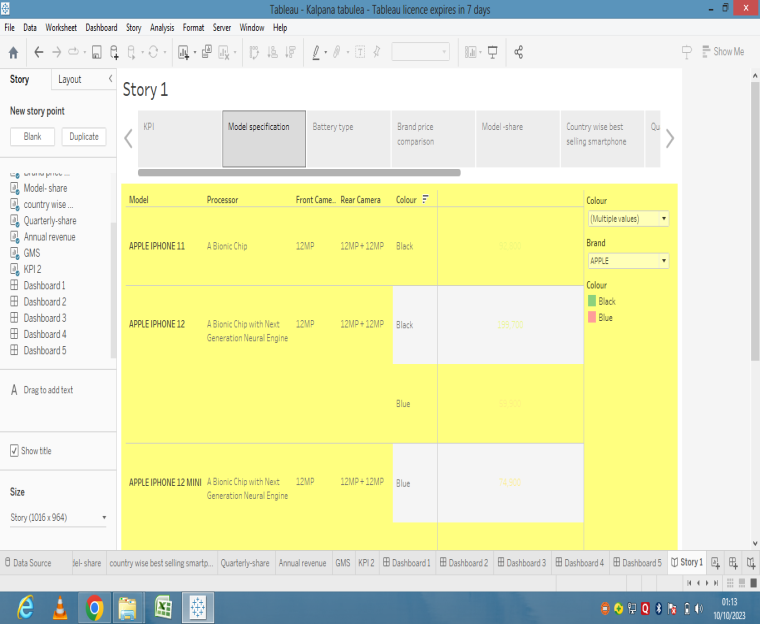 Tableau - Kalpana tabulea - Tableau licence expires in 7 days
File Data Worksheet Dashboard Story Analysis Format Server Window Help
Show Me
Story Layout
New story point
Blank Duplicate
Model- share
country wise ...
Quarterly-share
Annual revenue
GMS
KPI 2
Dashboard 1
Dashboard 2
Dashboard 3
Dashboard 4
Dashboard 5
A Drag to add text
Show title
Size
Story (1016 x 964)
Story 1
KPI
Model specification
Battery type
Brand price
comparison
Model -share
Country wise best
selling smartphone
Qu
Model Processor Front Came.. Rear Camera Colour
APPLE IPHONE 11 A Bionic Chip 12MP 12MP + 12MP Black
APPLE IPHONE 12 A Bionic Chip with Next 12MP 12MP + 12MP Black
Generation Neural Engine
Blue
APPLE IPHONE 12 MINI A Bionic Chip with Next 12MP 12MP + 12MP Blue 74,900
Generation Neural Engine
Colour
(Multiple values)
Brand
APPLE
Colour
Black
Blue
Data Source del- share country wise best selling smartp... Quarterly-share Annual revenue GMS KPI 2 Dashboard 1 Dashboard 2 Dashboard 3 Dashboard 4 Dashboard 5 Story 1
01:13
10/10/2023